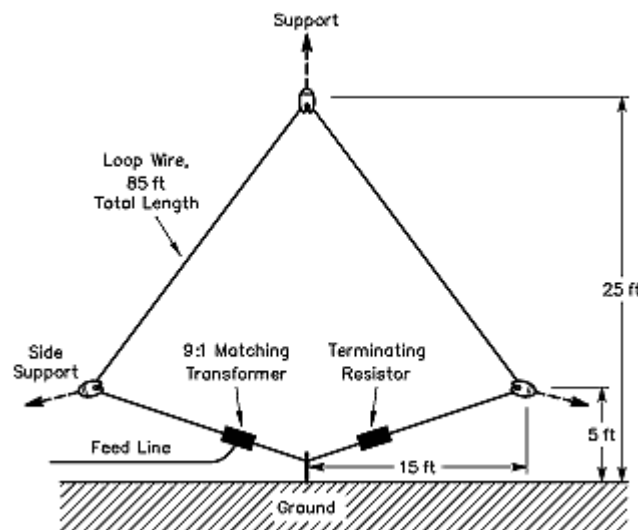 Support
Loop Wire,
85 ft
Total Length
25 ft
Side
Support
9:1 Matching
Transformer
Terminating
Resistor
5 ft
Feed Line
15 ft
Ground